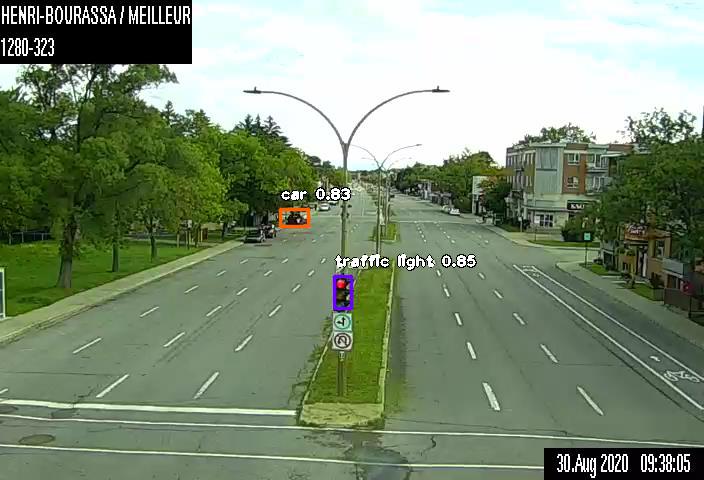 HENRI-BOURASSA / MEILLEUR
1280-323
car 0.83
traffic light 0.85
30.Aug 2020 09:38:05